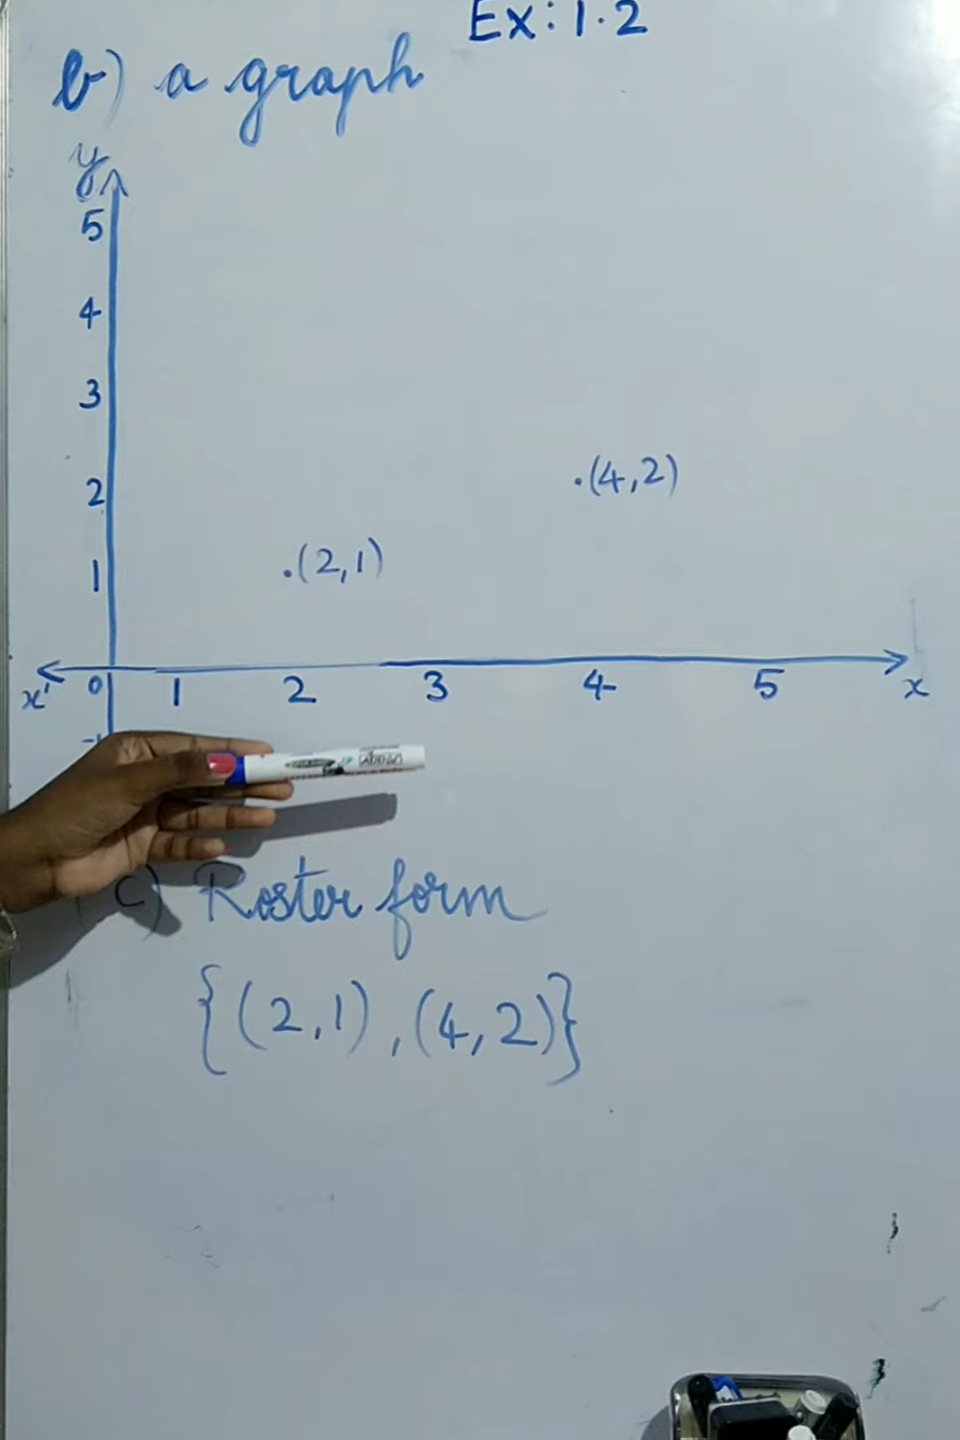 Ex: 1.2
b) a graph
y
5
4
3
2
.(4,2)
1
.(2,1)
x' 0 1 2 3 4 5 x
-1
c) Roster form
{(2,1), (4,2)}